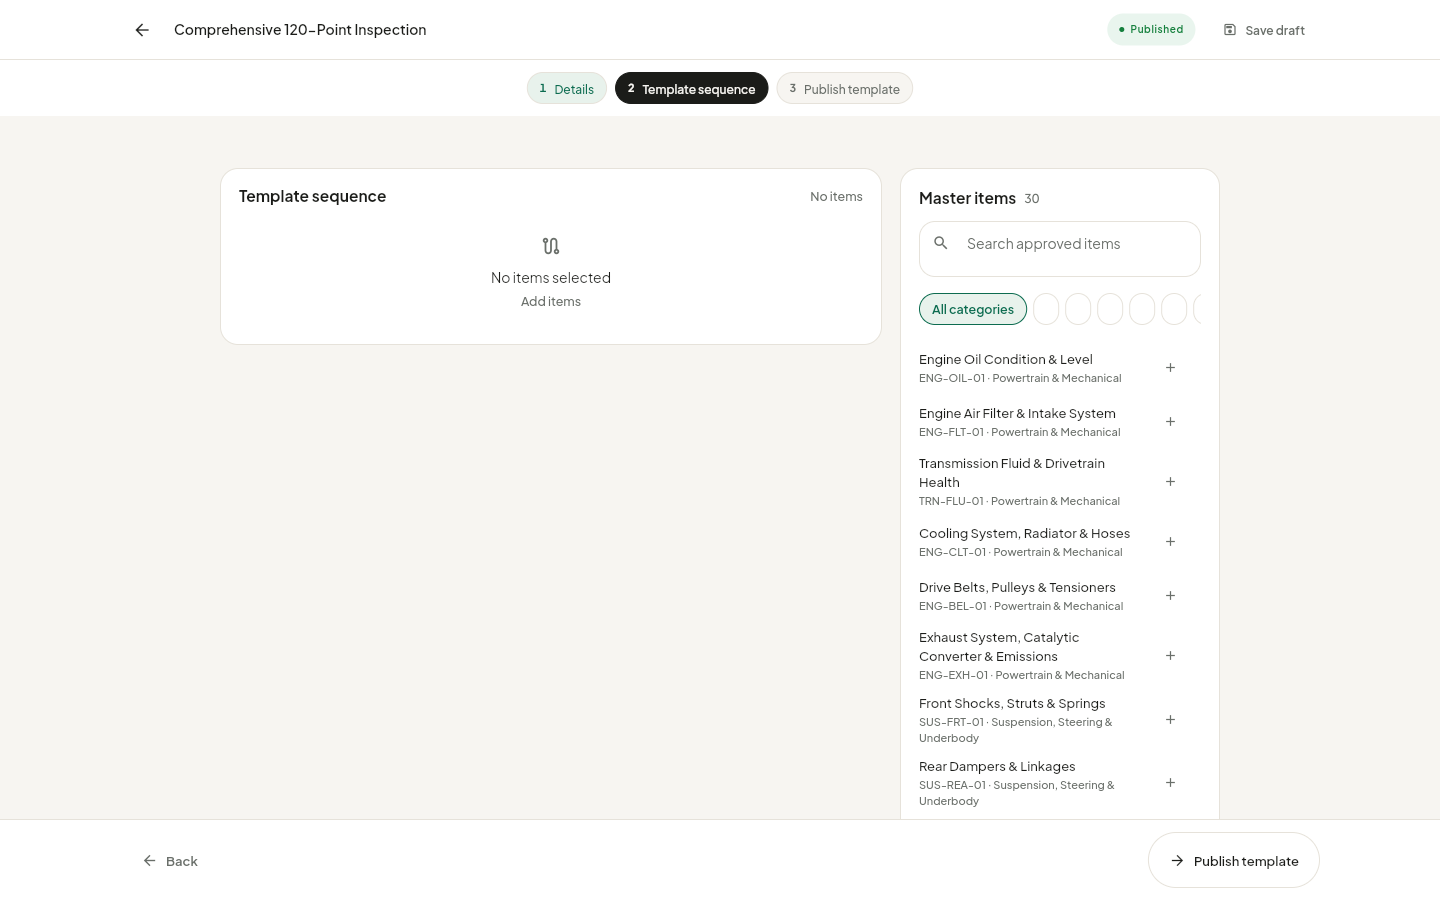 Comprehensive 120-Point Inspection
Published
Save draft
1 Details
2 Template sequence
3 Publish template
Template sequence
No items
No items selected
Add items
Master items 30
Search approved items
All categories
Engine Oil Condition & Level
ENG-OIL-01 · Powertrain & Mechanical
Engine Air Filter & Intake System
ENG-FLT-01 · Powertrain & Mechanical
Transmission Fluid & Drivetrain
Health
TRN-FLU-01 · Powertrain & Mechanical
Cooling System, Radiator & Hoses
ENG-CLT-01 · Powertrain & Mechanical
Drive Belts, Pulleys & Tensioners
ENG-BEL-01 · Powertrain & Mechanical
Exhaust System, Catalytic
Converter & Emissions
ENG-EXH-01 · Powertrain & Mechanical
Front Shocks, Struts & Springs
SUS-FRT-01 · Suspension, Steering &
Underbody
Rear Dampers & Linkages
SUS-REA-01 · Suspension, Steering &
Underbody
Back
Publish template